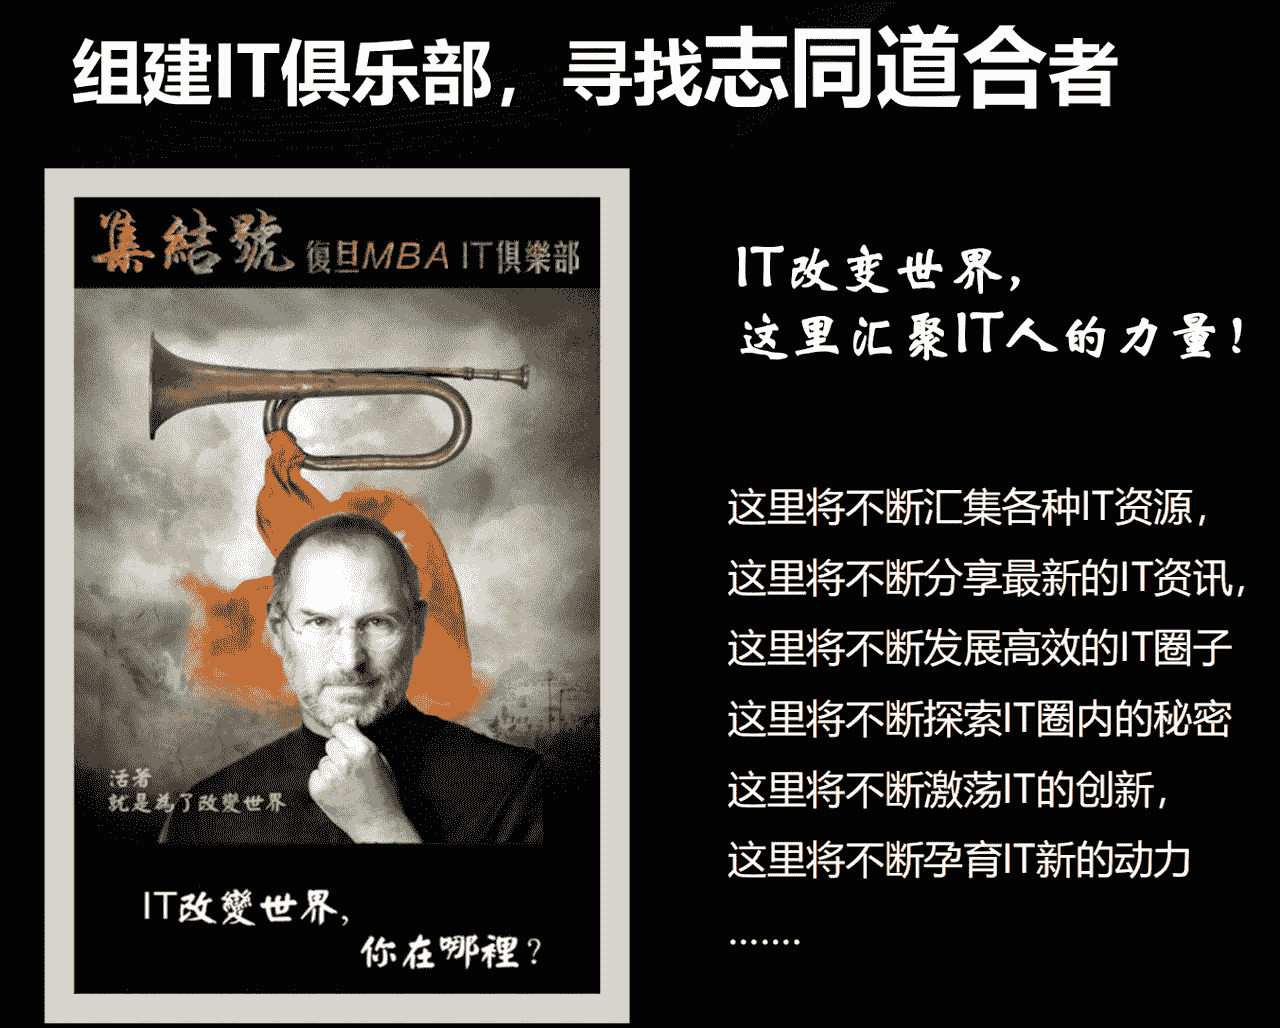 组建IT俱乐部，寻找志同道合者
集結號 復旦MBA IT俱樂部
活著
就是為了改變世界
IT改變世界，
你在哪裡？
IT改变世界，
这里汇聚IT人的力量！
这里将不断汇集各种IT资源，
这里将不断分享最新的IT资讯，
这里将不断发展高效的IT圈子
这里将不断探索IT圈内的秘密
这里将不断激荡IT的创新，
这里将不断孕育IT新的动力
.......